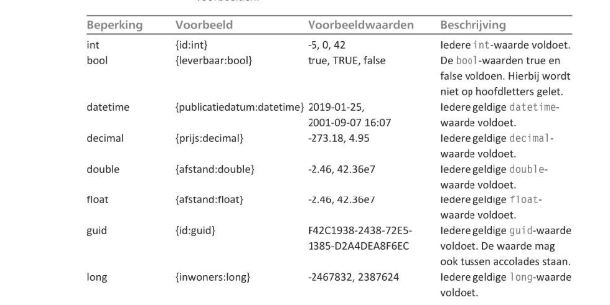 Beperking Voorbeeld Voorbeeldwaarden Beschrijving
int {id:int} -5, 0, 42 Iedere int-waarde voldoet.
bool {leverbaar:bool} true, TRUE, false De bool-waarden true en
false voldoen. Hierbij wordt
niet op hoofdletters gelet.
datetime {publicatiedatum:datetime} 2019-01-25, Iedere geldige datetime-
2001-09-07 16:07 waarde voldoet.
decimal {prijs:decimal} -273.18, 4.95 Iedere geldige decimal-
waarde voldoet.
double {afstand:double} -2.46, 42.36e7 Iedere geldige double-
waarde voldoet.
float {afstand:float} -2.46, 42.36e7 Iedere geldige float-
waarde voldoet.
guid {id:guid} F42C1938-2438-72E5- Iedere geldige guid-waarde
1385-D2A4DEA8F6EC voldoet. De waarde mag
ook tussen accolades staan.
long {inwoners:long} -2467832, 2387624 Iedere geldige long-waarde
voldoet.